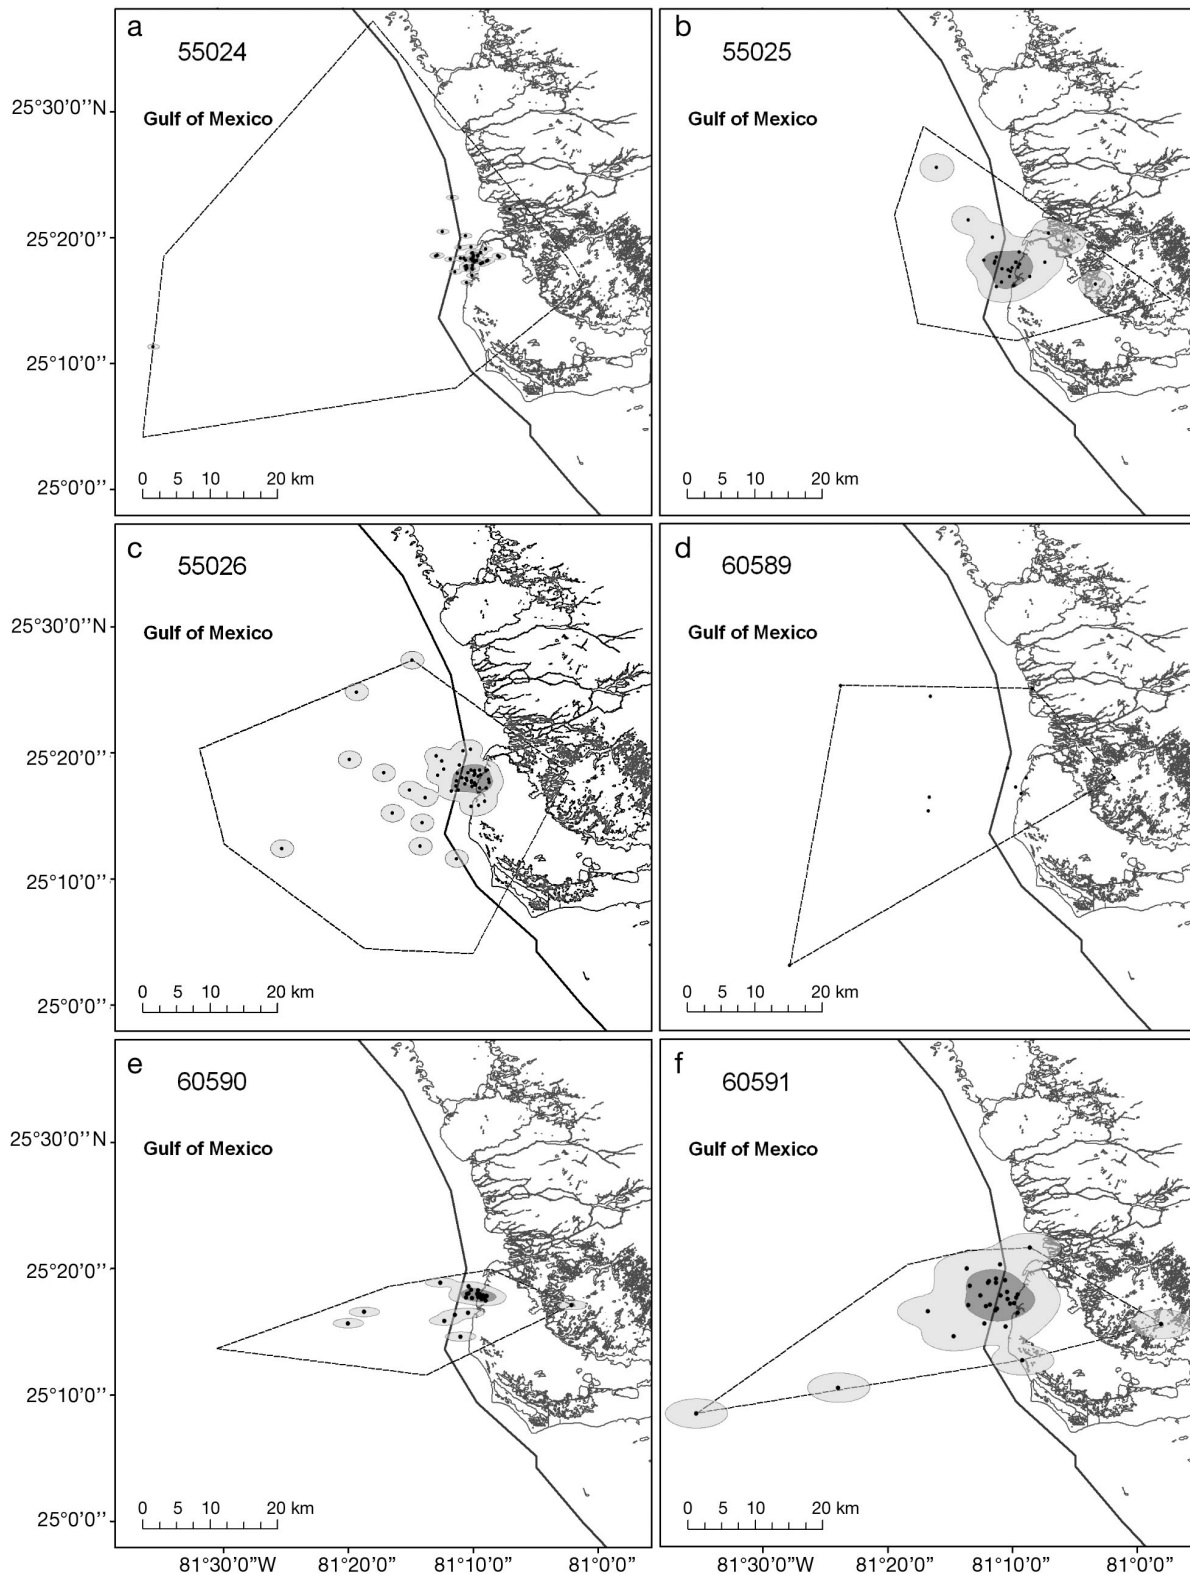 a
55024
Gulf of Mexico
25°30'0''N
25°20'0''
25°10'0''
25°0'0''
0 5 10 20 km
b
55025
Gulf of Mexico
0 5 10 20 km
c
55026
Gulf of Mexico
25°30'0''N
25°20'0''
25°10'0''
25°0'0''
0 5 10 20 km
d
60589
Gulf of Mexico
0 5 10 20 km
e
60590
Gulf of Mexico
25°30'0''N
25°20'0''
25°10'0''
25°0'0''
0 5 10 20 km
81°30'0"W 81°20'0" 81°10'0" 81°0'0"
f
60591
Gulf of Mexico
0 5 10 20 km
81°30'0"W 81°20'0" 81°10'0" 81°0'0"